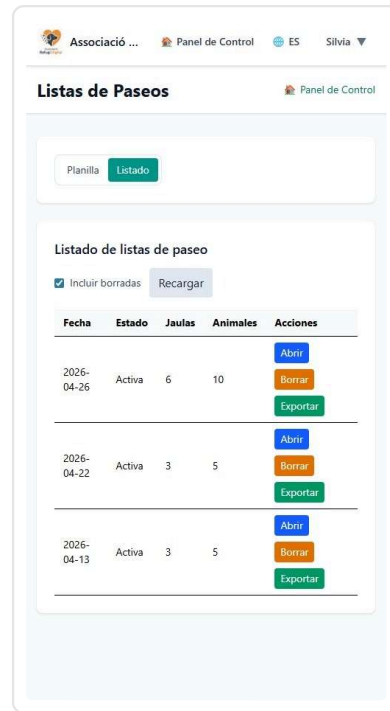 Associació ... Panel de Control ES Silvia ▼
Listas de Paseos Panel de Control
Planilla Listado
Listado de listas de paseo
Incluir borradas Recargar
Fecha Estado Jaulas Animales Acciones
Abrir
2026-
04-26 Activa 6 10 Borrar
Exportar
Abrir
2026-
04-22 Activa 3 5 Borrar
Exportar
Abrir
2026-
04-13 Activa 3 5 Borrar
Exportar